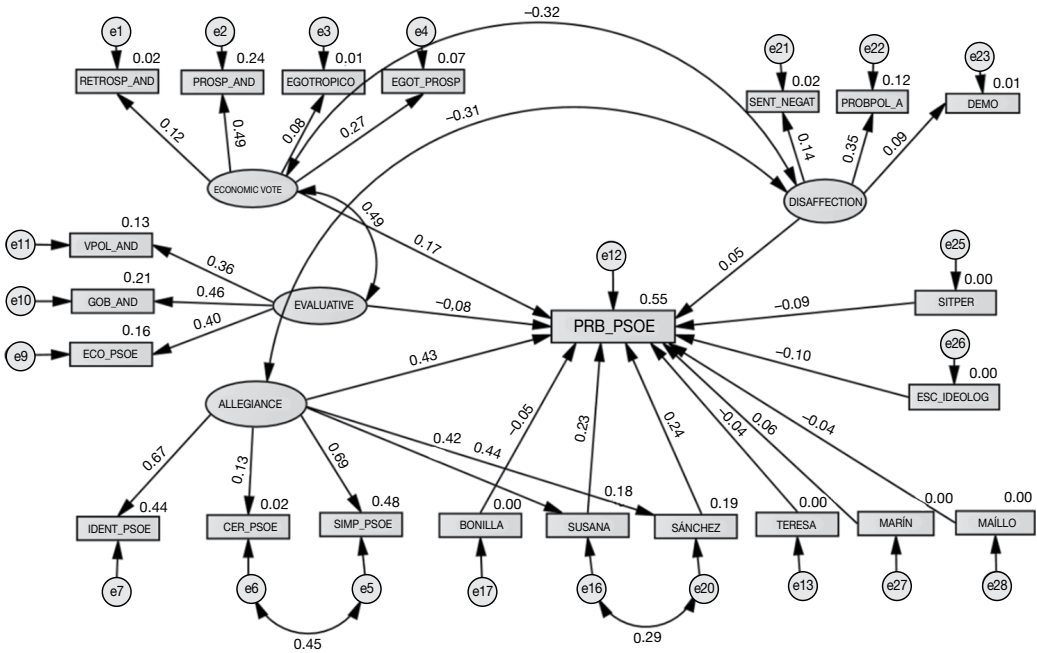 −0.32
e1
e2
e3
e4
0.02
0.24
0.01
0.07
RETROSP_AND
PROSP_AND
EGOTROPICO
EGOT_PROSP
e21
e22
e23
0.02
0.12
0.01
SENT_NEGAT
PROBPOL_A
DEMO
0.12
0.49
0.08
0.27
−0.31
0.14
0.35
0.09
ECONOMIC VOTE
DISAFFECTION
0.49
0.17
0.05
e11
0.13
VPOL_AND
0.36
e12
e25
0.00
SITPER
−0.09
e10
0.21
GOB_AND
0.46
EVALUATIVE
−0,08
0.55
PRB_PSOE
e9
0.16
ECO_PSOE
0.40
0.43
−0.10
e26
0.00
ESC_IDEOLOG
ALLEGIANCE
0.67
0.13
0.69
0.42
0.44
−0.05
0.23
0.24
−0.04
0.06
−0.04
0.44
IDENT_PSOE
0.02
CER_PSOE
0.48
SIMP_PSOE
0.00
BONILLA
0.18
SUSANA
0.19
SÁNCHEZ
0.00
TERESA
0.00
MARÍN
0.00
MAÍLLO
e7
e6
e5
e17
e16
e20
e13
e27
e28
0.45
0.29